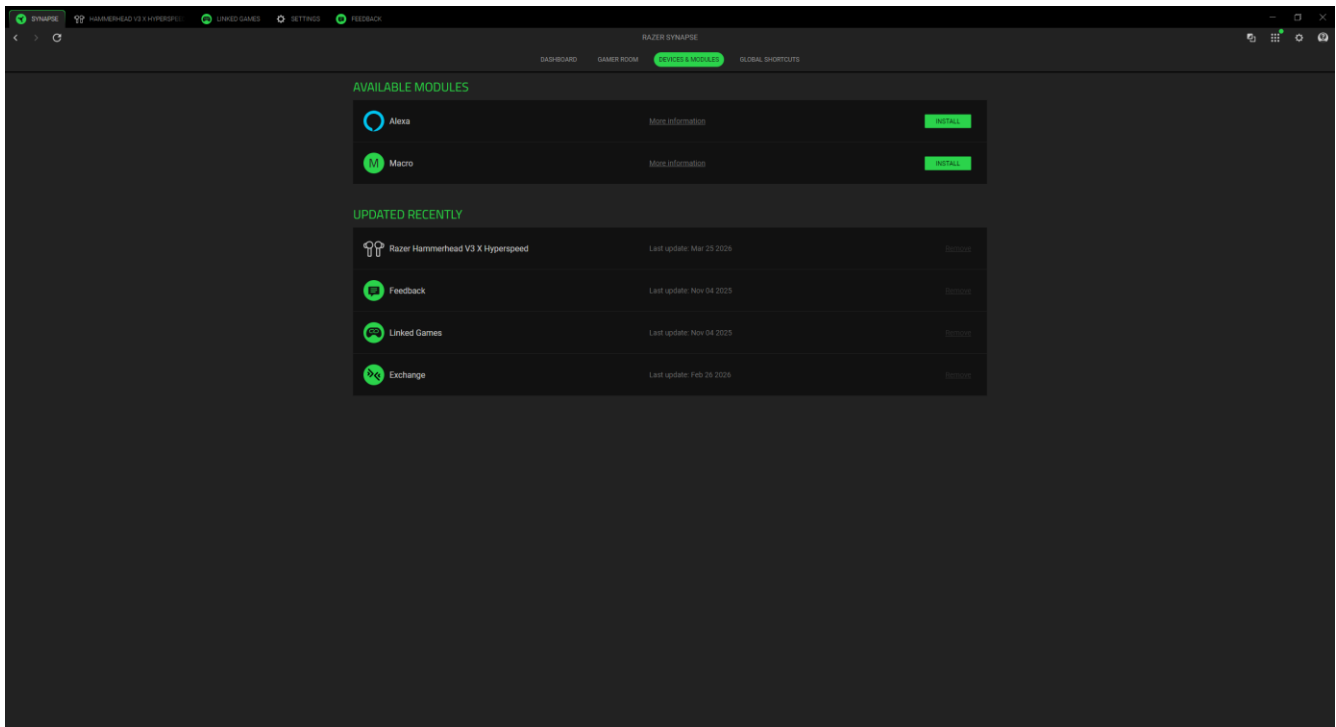 SYNAPSE HAMMERHEAD V3 X HYPERSPEE LINKED GAMES SETTINGS FEEDBACK
RAZER SYNAPSE
DASHBOARD GAMER ROOM DEVICES & MODULES GLOBAL SHORTCUTS
AVAILABLE MODULES
Alexa More information INSTALL
M Macro More information INSTALL
UPDATED RECENTLY
Razer Hammerhead V3 X Hyperspeed Last update: Mar 25 2026 Remove
Feedback Last update: Nov 04 2025 Remove
Linked Games Last update: Nov 04 2025 Remove
Exchange Last update: Feb 26 2026 Remove